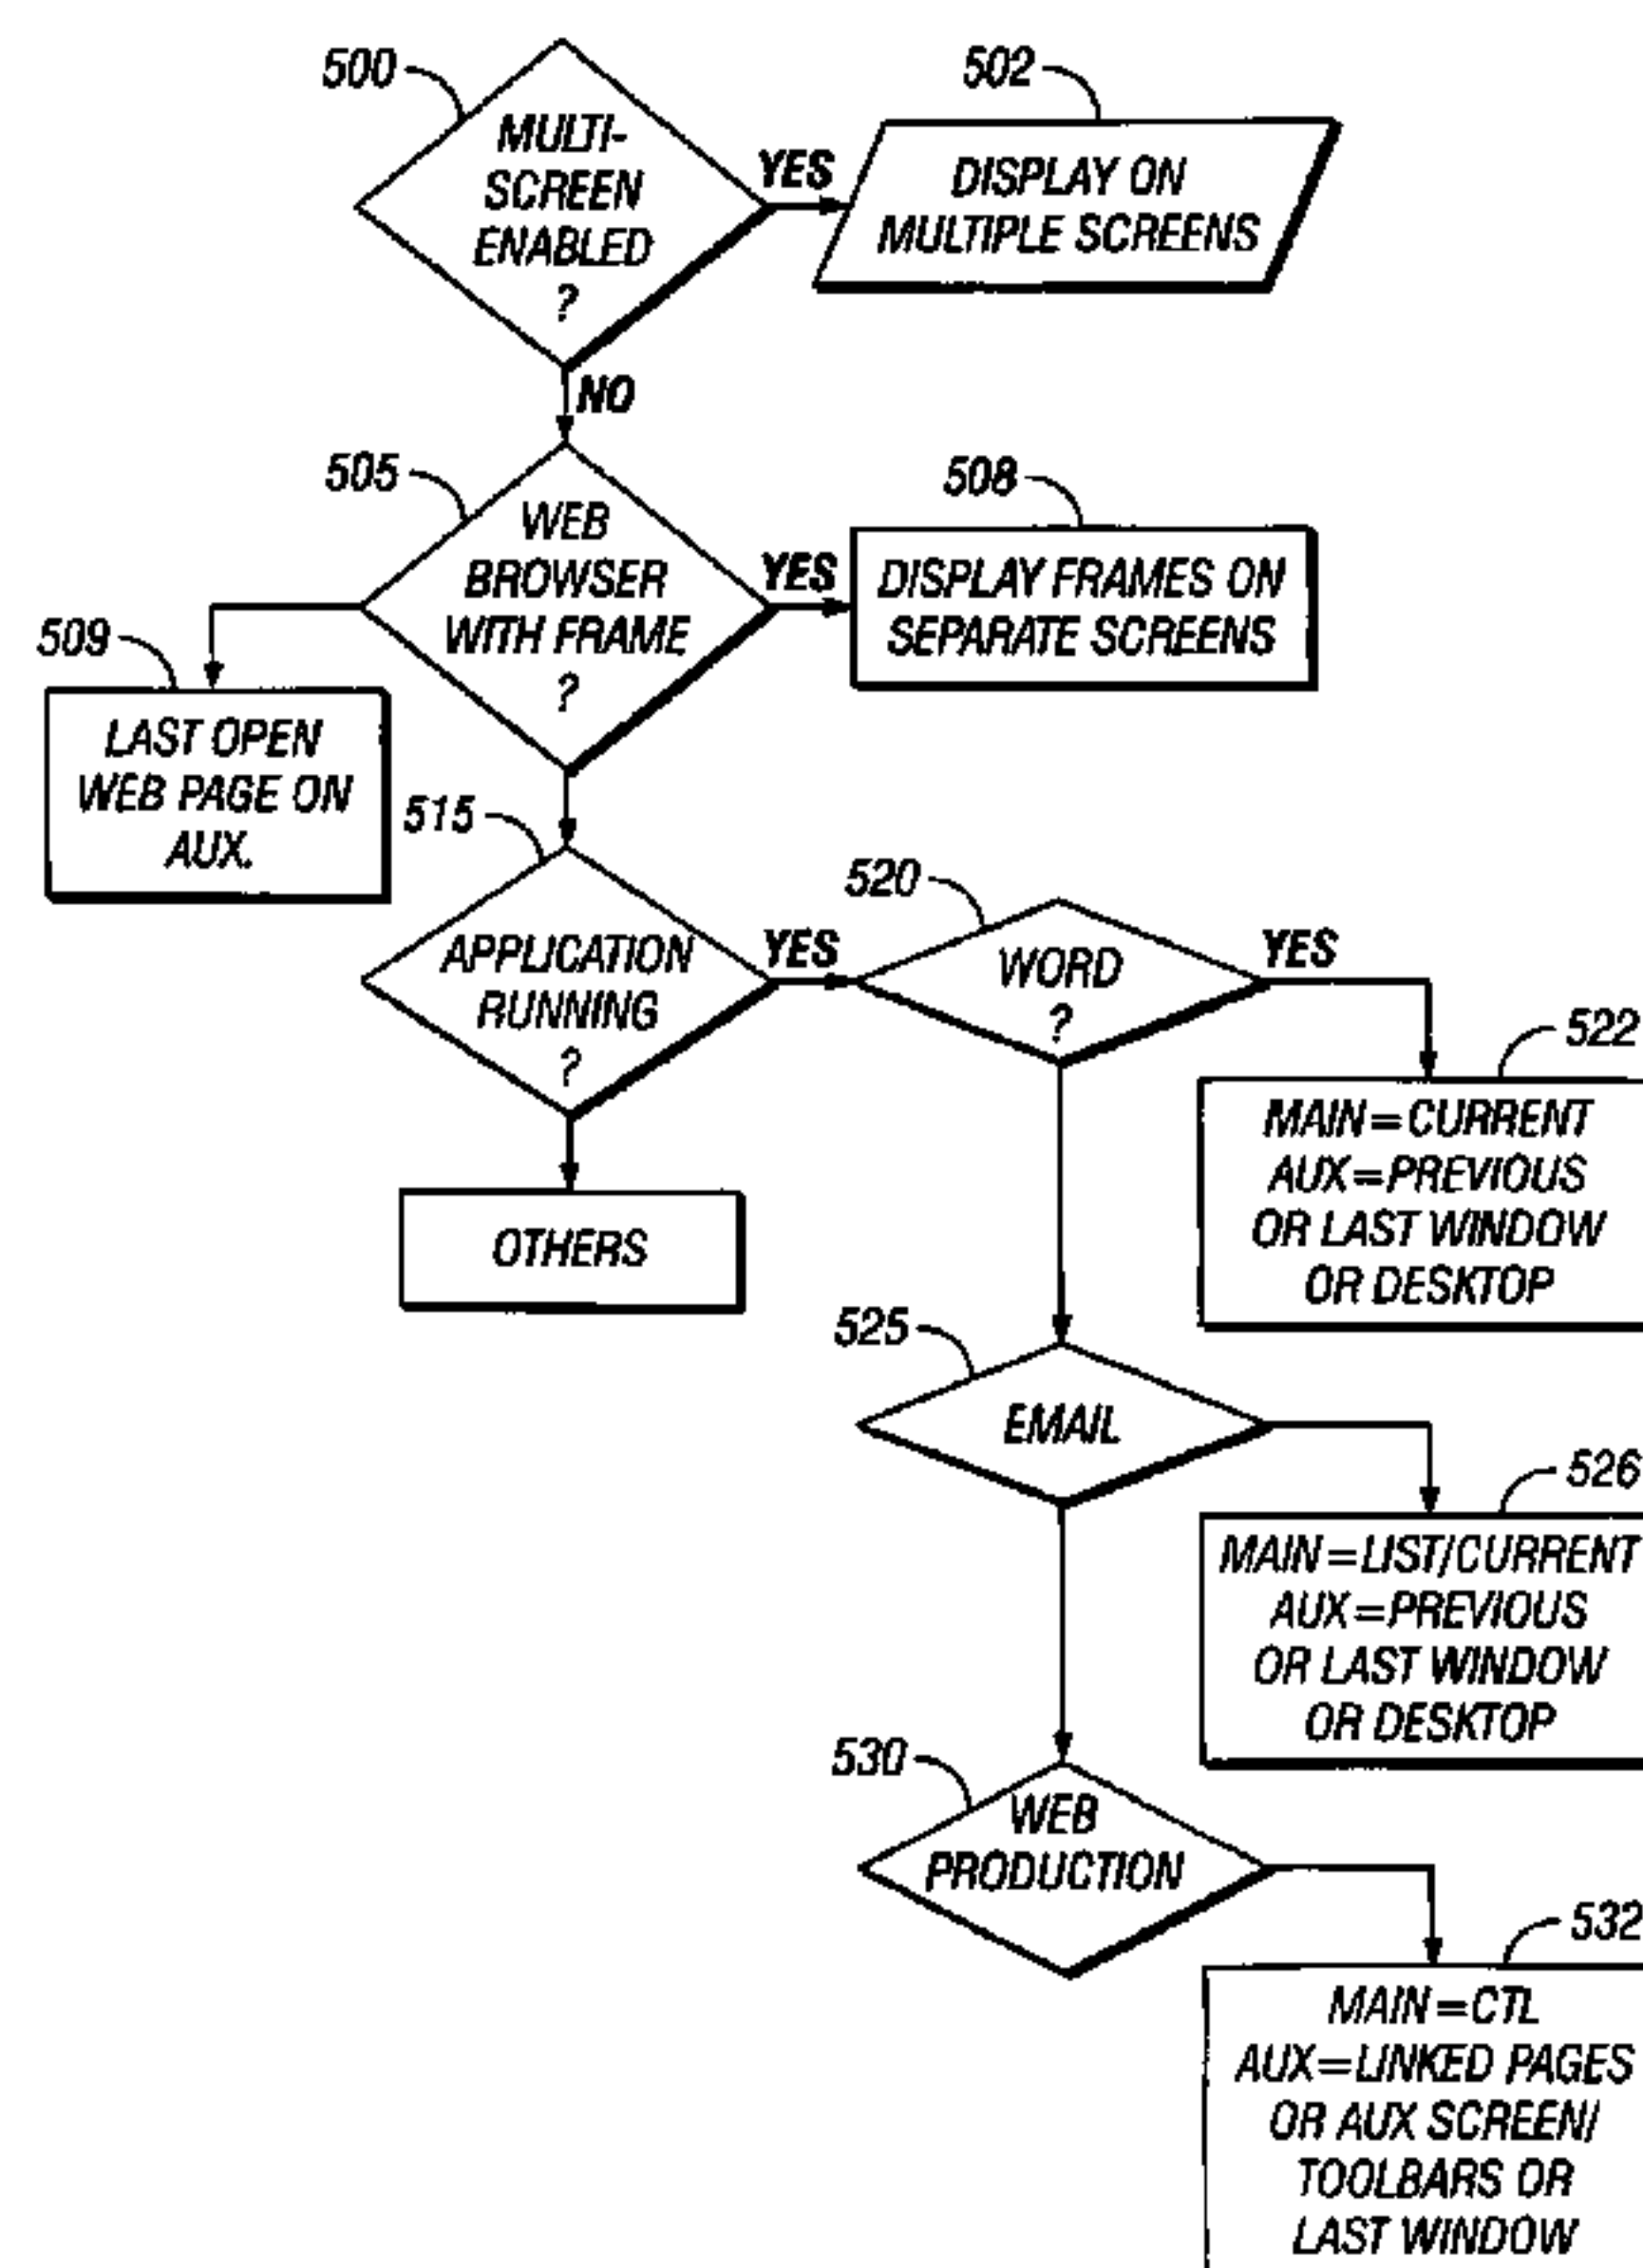 500
MULTI-
SCREEN
ENABLED
?
YES
502
DISPLAY ON
MULTIPLE SCREENS
NO
505
WEB
BROWSER
WITH FRAME
?
YES
508
DISPLAY FRAMES ON
SEPARATE SCREENS
509
LAST OPEN
WEB PAGE ON
AUX.
515
APPLICATION
RUNNING
?
YES
520
WORD
?
YES
522
MAIN=CURRENT
AUX=PREVIOUS
OR LAST WINDOW
OR DESKTOP
OTHERS
525
EMAIL
526
MAIN=LIST/CURRENT
AUX=PREVIOUS
OR LAST WINDOW
OR DESKTOP
530
WEB
PRODUCTION
532
MAIN=CTL
AUX=LINKED PAGES
OR AUX SCREEN/
TOOLBARS OR
LAST WINDOW